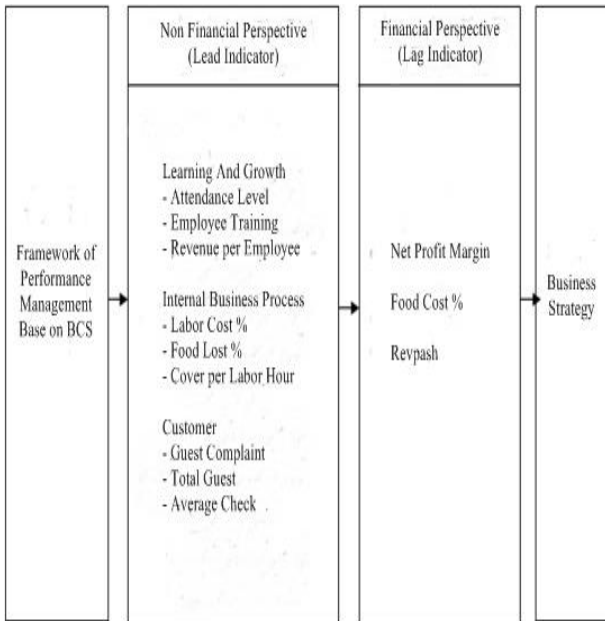 Non Financial Perspective
(Lead Indicator)
Financial Perspective
(Lag Indicator)
Framework of
Performance
Management
Base on BCS
Learning And Growth
- Attendance Level
- Employee Training
- Revenue per Employee
Internal Business Process
- Labor Cost %
- Food Lost %
- Cover per Labor Hour
Customer
- Guest Complaint
- Total Guest
- Average Check
Net Profit Margin
Food Cost %
Revpash
Business
Strategy